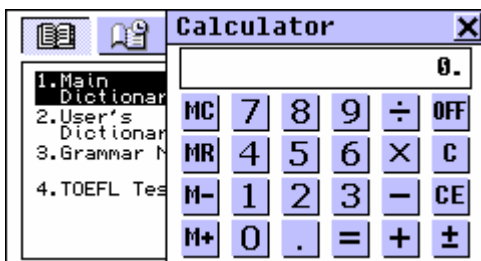 Calculator
0.
1.Main
Dictionar
2.User's
Dictionar
3.Grammar
4.TOEFL Tes
MC 7 8 9 ÷ OFF
MR 4 5 6 × C
M- 1 2 3 − CE
M+ 0 . = + ±